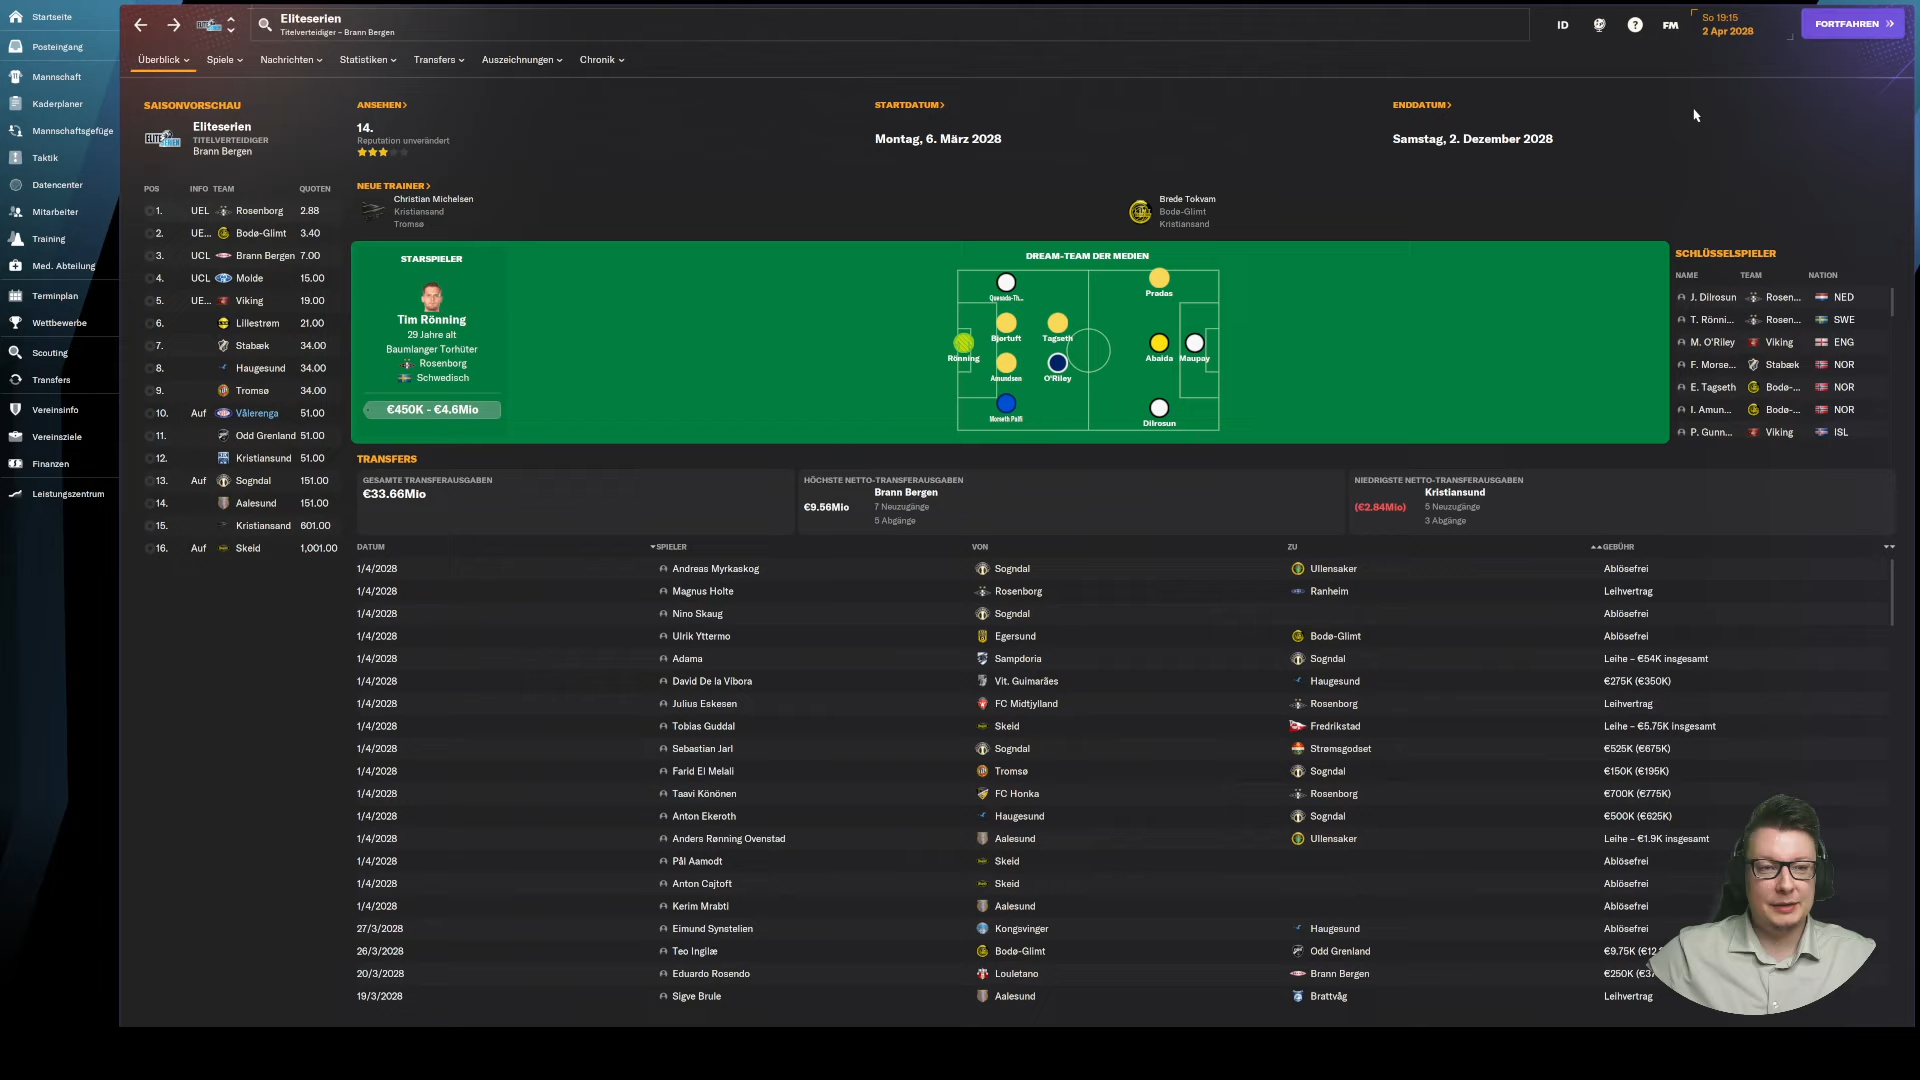 Startseite
Posteingang
Mannschaft
Kaderplaner
Mannschaftsgefüge
Taktik
Datencenter
Mitarbeiter
Training
Med. Abteilung
Terminplan
Wettbewerbe
Scouting
Transfers
Vereinsinfo
Vereinsziele
Finanzen
Leistungszentrum
Eliteserien
Titelverteidiger – Brann Bergen
ID
FM
So 19:15
2 Apr 2028
FORTFAHREN
Überblick
Spiele
Nachrichten
Statistiken
Transfers
Auszeichnungen
Chronik
SAISONVORSCHAU
Eliteserien
TITELVERTEIDIGER
Brann Bergen
POS INFO TEAM QUOTEN
1. UEL Rosenborg 2.88
2. UE... Bodø-Glimt 3.40
3. UCL Brann Bergen 7.00
4. UCL Molde 15.00
5. UE... Viking 19.00
6. Lillestrøm 21.00
7. Stabæk 34.00
8. Haugesund 34.00
9. Tromsø 34.00
10. Auf Vålerenga 51.00
11. Odd Grenland 51.00
12. Kristiansund 51.00
13. Auf Sogndal 151.00
14. Aalesund 151.00
15. Kristiansand 601.00
16. Auf Skeid 1,001.00
ANSEHEN
14.
Reputation unverändert
STARTDATUM
Montag, 6. März 2028
ENDDATUM
Samstag, 2. Dezember 2028
NEUE TRAINER
Christian Michelsen
Kristiansand
Tromsø
Brede Tokvam
Bodø-Glimt
Kristiansand
STARSPIELER
Tim Rönning
29 Jahre alt
Baumlanger Torhüter
Rosenborg
Schwedisch
€450K - €4.6Mio
DREAM-TEAM DER MEDIEN
Pradas
Bjørtuft
Tagseth
Rönning
Abaida
Maupay
Amundsen
O'Riley
Dilrosun
SCHLÜSSELSPIELER
NAME TEAM NATION
J. Dilrosun Rosen... NED
T. Rönni... Rosen... SWE
M. O'Riley Viking ENG
F. Morse... Stabæk NOR
E. Tagseth Bodø-... NOR
I. Amun... Bodø-... NOR
P. Gunn... Viking ISL
TRANSFERS
GESAMTE TRANSFERAUSGABEN
€33.66Mio
HÖCHSTE NETTO-TRANSFERAUSGABEN
Brann Bergen
€9.56Mio
7 Neuzugänge
5 Abgänge
NIEDRIGSTE NETTO-TRANSFERAUSGABEN
Kristiansund
(€2.84Mio)
5 Neuzugänge
3 Abgänge
DATUM SPIELER VON ZU GEBÜHR
1/4/2028 Andreas Myrkaskog Sogndal Ullensaker Ablösefrei
1/4/2028 Magnus Holte Rosenborg Ranheim Leihvertrag
1/4/2028 Nino Skaug Sogndal Ablösefrei
1/4/2028 Ulrik Yttermo Egersund Bodø-Glimt Ablösefrei
1/4/2028 Adama Sampdoria Sogndal Leihe – €54K insgesamt
1/4/2028 David De la Víbora Vit. Guimarães Haugesund €275K (€350K)
1/4/2028 Julius Eskesen FC Midtjylland Rosenborg Leihvertrag
1/4/2028 Tobias Guddal Skeid Fredrikstad Leihe – €5.75K insgesamt
1/4/2028 Sebastian Jarl Sogndal Strømsgodset €525K (€675K)
1/4/2028 Farid El Melali Tromsø Sogndal €150K (€195K)
1/4/2028 Taavi Könönen FC Honka Rosenborg €700K (€775K)
1/4/2028 Anton Ekeroth Haugesund Sogndal €500K (€625K)
1/4/2028 Anders Rønning Ovenstad Aalesund Ullensaker Leihe – €1.9K insgesamt
1/4/2028 Pål Aamodt Skeid Ablösefrei
1/4/2028 Anton Cajtoft Skeid Ablösefrei
1/4/2028 Kerim Mrabti Aalesund Ablösefrei
27/3/2028 Eimund Synstelien Kongsvinger Haugesund Ablösefrei
26/3/2028 Teo Ingilæ Bodø-Glimt Odd Grenland €9.75K
20/3/2028 Eduardo Rosendo Louletano Brann Bergen €250K
19/3/2028 Sigve Brule Aalesund Brattvåg Leihvertrag